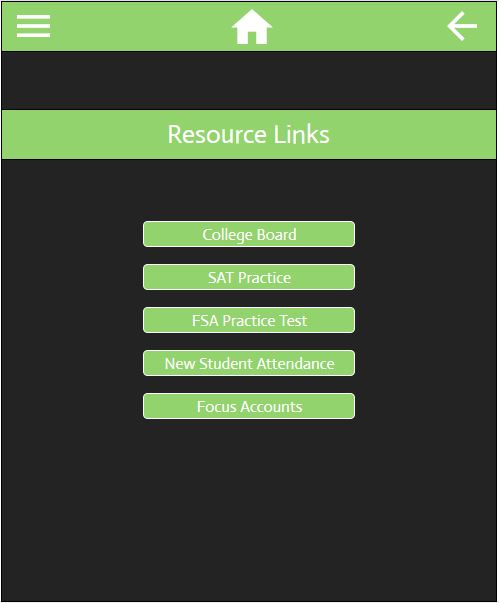 Resource Links
College Board
SAT Practice
FSA Practice Test
New Student Attendance
Focus Accounts